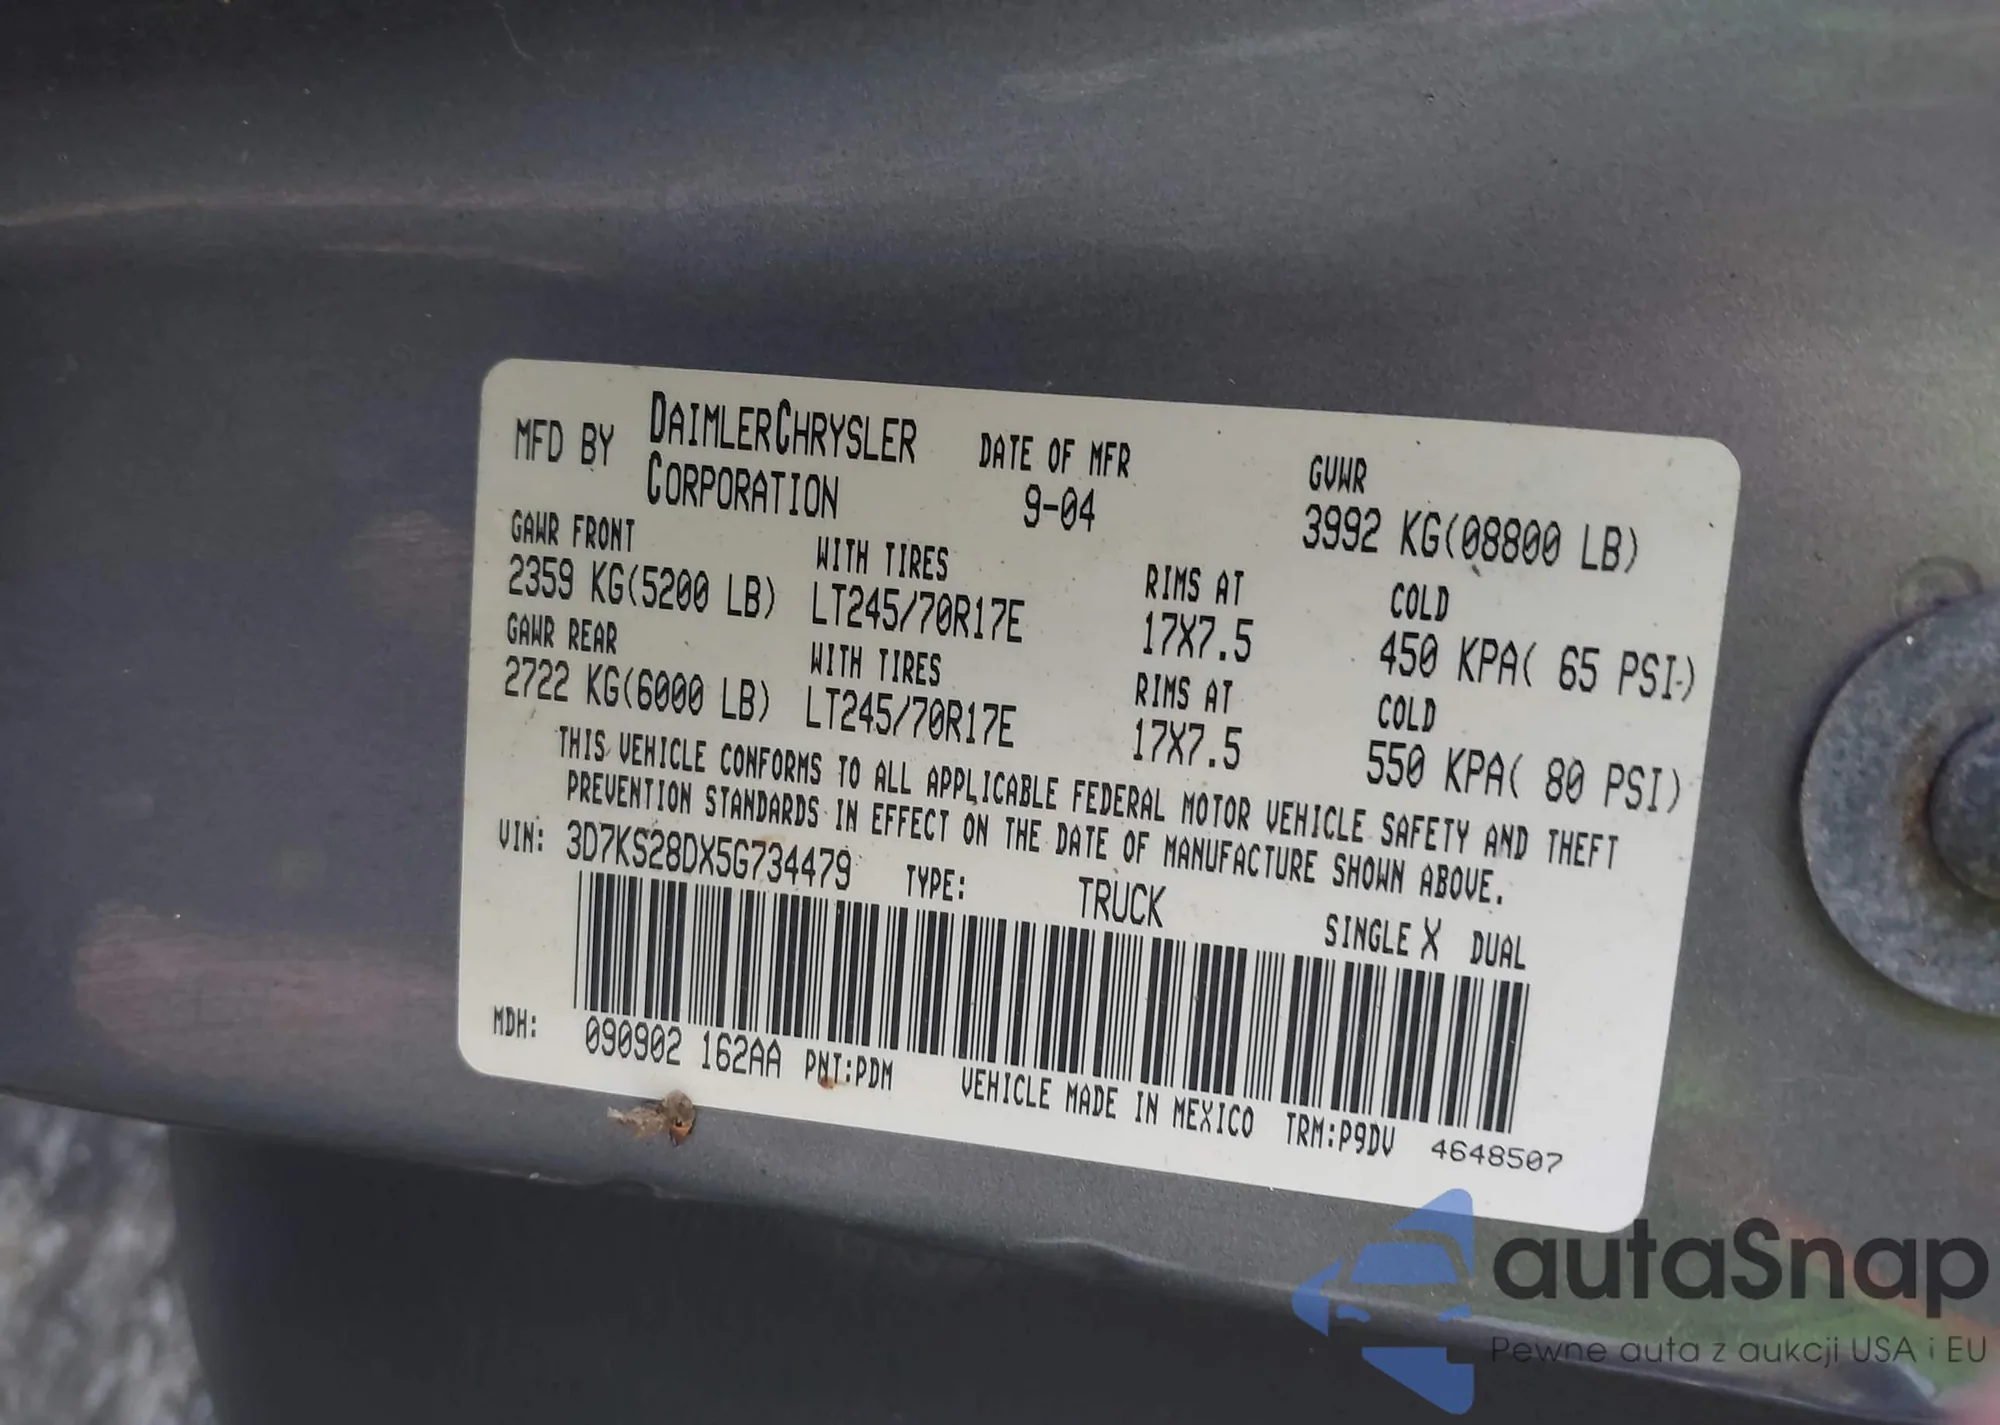 MFD BY DAIMLERCHRYSLER CORPORATION DATE OF MFR 9-04 GVWR 3992 KG(08800 LB)
GAWR FRONT WITH TIRES RIMS AT COLD
2359 KG(5200 LB) LT245/70R17E 17X7.5 450 KPA( 65 PSI)
GAWR REAR WITH TIRES RIMS AT COLD
2722 KG(6000 LB) LT245/70R17E 17X7.5 550 KPA( 80 PSI)
THIS VEHICLE CONFORMS TO ALL APPLICABLE FEDERAL MOTOR VEHICLE SAFETY AND THEFT
PREVENTION STANDARDS IN EFFECT ON THE DATE OF MANUFACTURE SHOWN ABOVE.
VIN: 3D7KS28DX5G734479 TYPE: TRUCK SINGLE X DUAL
MDH: 090902 162AA PNT:PDM VEHICLE MADE IN MEXICO TRM:P9DV 4648507
autaSnap
Pewne auta z aukcji USA i EU